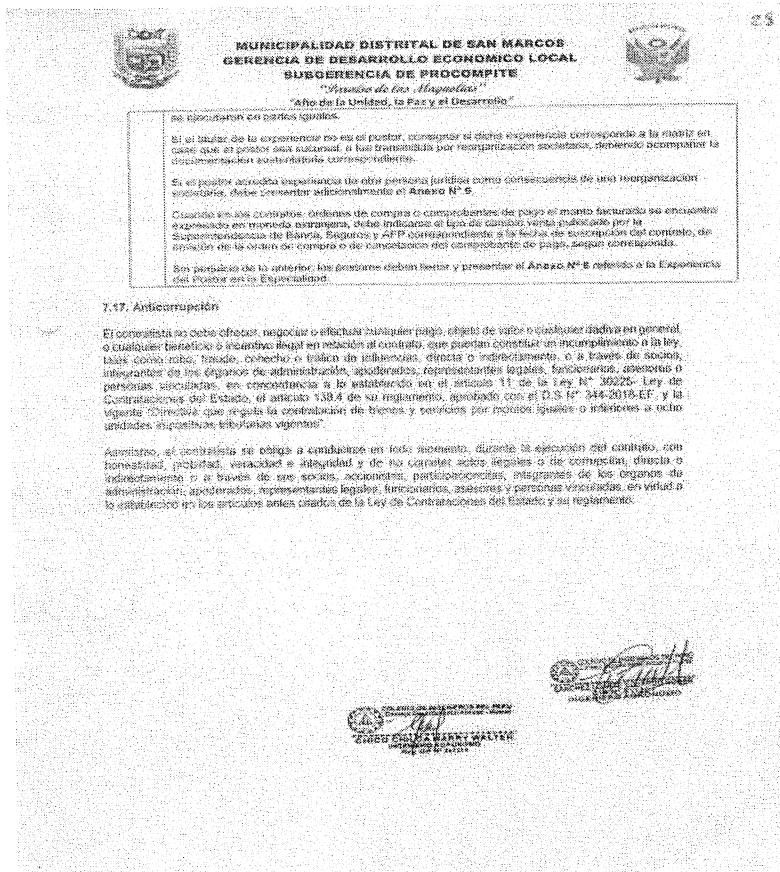 MUNICIPALIDAD DISTRITAL DE SAN MARCOS
GERENCIA DE DESARROLLO ECONOMICO LOCAL
SUBGERENCIA DE PROCOMPITE
"Paraíso de las Magnolias"
"Año de la Unidad, la Paz y el Desarrollo"
se ejecutaron en partes iguales.
Si el titular de la experiencia no es el postor, consignar si dicha experiencia corresponde a la matriz en
caso que el postor sea sucursal, o fue transmitida por reorganización societaria, debiendo acompañar la
documentación sustentatoria correspondiente.
Si el postor acredita experiencia de otra persona jurídica como consecuencia de una reorganización
societaria, debe presentar adicionalmente el Anexo N° 6.
Cuando en los contratos, órdenes de compra o comprobantes de pago el monto facturado se encuentre
expresado en moneda extranjera, debe indicarse el tipo de cambio venta publicado por la
Superintendencia de Banca, Seguros y AFP correspondiente a la fecha de suscripción del contrato, de
emisión de la orden de compra o de cancelación del comprobante de pago, según corresponda.
Sin perjuicio de lo anterior, los postores deben llenar y presentar el Anexo N° 6 referido a la Experiencia
del Postor en la Especialidad.
7.17. Anticorrupción
El contratista no debe ofrecer, negociar o efectuar cualquier pago, objeto de valor o cualquier dadiva en general,
o cualquier beneficio o incentivo ilegal en relación al contrato, que puedan constituir un incumplimiento a la ley,
tales como robo, fraude, cohecho o tráfico de influencias, directa o indirectamente, o a través de socios,
integrantes de los órganos de administración, apoderados, representantes legales, funcionarios, asesores o
personas vinculadas, en concordancia a lo establecido en el artículo 11 de la Ley N° 30225- Ley de
Contrataciones del Estado, el artículo 138.4 de su reglamento, aprobado con el D.S N° 344-2018-EF, y la
vigente "Directiva que regula la contratación de bienes y servicios por montos iguales o inferiores a ocho
unidades impositivas tributarias vigentes".
Asimismo, el contratista se obliga a conducirse en todo momento, durante la ejecución del contrato, con
honestidad, probidad, veracidad e integridad y de no cometer actos ilegales o de corrupción, directa o
indirectamente o a través de sus socios, accionistas, participacionistas, integrantes de los órganos de
administración, apoderados, representantes legales, funcionarios, asesores y personas vinculadas, en virtud a
lo establecido en los artículos antes citados de la Ley de Contrataciones del Estado y su reglamento.
COLEGIO DE INGENIEROS DEL PERU
HARRY WALTER
INGENIERO AGRONOMO